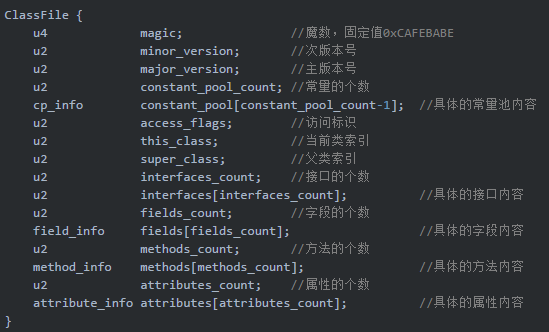 ClassFile {
u4 magic; //魔数，固定值0xCAFEBABE
u2 minor_version; //次版本号
u2 major_version; //主版本号
u2 constant_pool_count; //常量的个数
cp_info constant_pool[constant_pool_count-1]; //具体的常量池内容
u2 access_flags; //访问标识
u2 this_class; //当前类索引
u2 super_class; //父类索引
u2 interfaces_count; //接口的个数
u2 interfaces[interfaces_count]; //具体的接口内容
u2 fields_count; //字段的个数
field_info fields[fields_count]; //具体的字段内容
u2 methods_count; //方法的个数
method_info methods[methods_count]; //具体的方法内容
u2 attributes_count; //属性的个数
attribute_info attributes[attributes_count]; //具体的属性内容
}